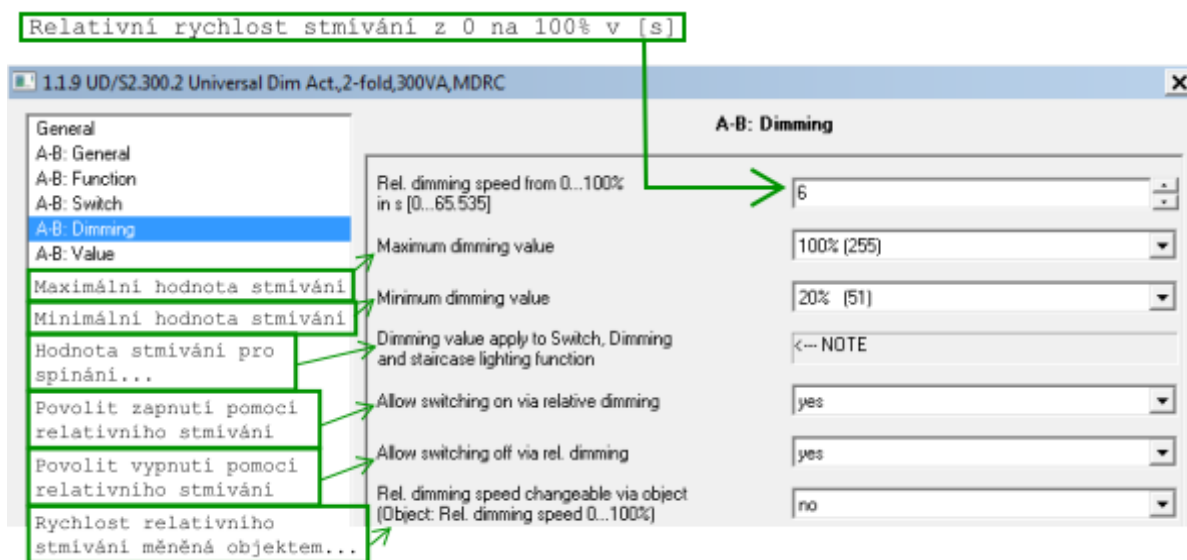 Relativní rychlost stmívání z 0 na 100% v [s]
1.1.9 UD/S2.300.2 Universal Dim Act.,2-fold,300VA,MDRC
General
A-B: General
A-B: Function
A-B: Switch
A-B: Dimming
A-B: Value
Maximální hodnota stmívání
Minimální hodnota stmívání
Hodnota stmívání pro
spínání...
Povolit zapnutí pomocí
relativního stmívání
Povolit vypnutí pomocí
relativního stmívání
Rychlost relativního
stmívání měněná objektem...
A-B: Dimming
Rel. dimming speed from 0...100%
in s [0...65.535]
6
Maximum dimming value
100% (255)
Minimum dimming value
20% (51)
Dimming value apply to Switch, Dimming
and staircase lighting function
<--- NOTE
Allow switching on via relative dimming
yes
Allow switching off via rel. dimming
yes
Rel. dimming speed changeable via object
(Object: Rel. dimming speed 0...100%)
no